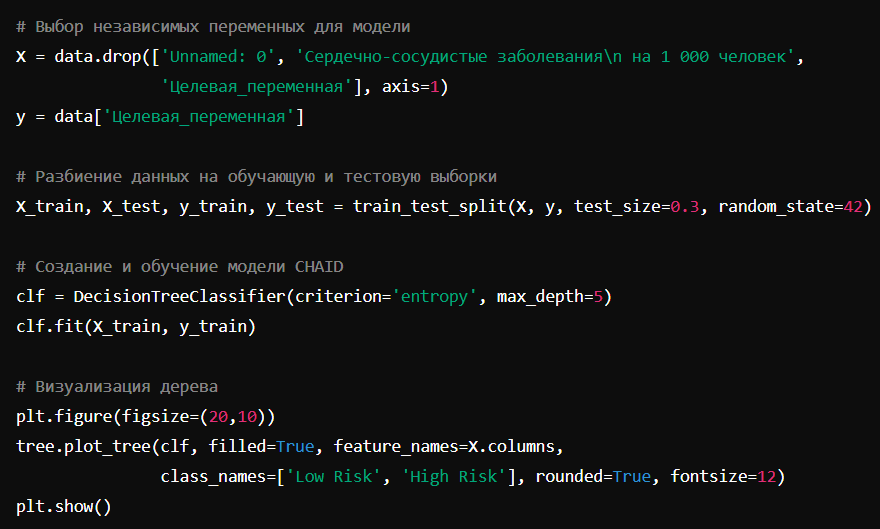 # Выбор независимых переменных для модели
X = data.drop(['Unnamed: 0', 'Сердечно-сосудистые заболевания\n на 1 000 человек',
'Целевая_переменная'], axis=1)
y = data['Целевая_переменная']
# Разбиение данных на обучающую и тестовую выборки
X_train, X_test, y_train, y_test = train_test_split(X, y, test_size=0.3, random_state=42)
# Создание и обучение модели CHAID
clf = DecisionTreeClassifier(criterion='entropy', max_depth=5)
clf.fit(X_train, y_train)
# Визуализация дерева
plt.figure(figsize=(20,10))
tree.plot_tree(clf, filled=True, feature_names=X.columns,
class_names=['Low Risk', 'High Risk'], rounded=True, fontsize=12)
plt.show()